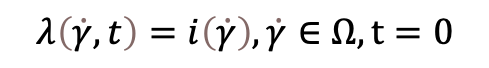 λ(γ̇, t) = i(γ̇), γ̇ ∈ Ω, t = 0